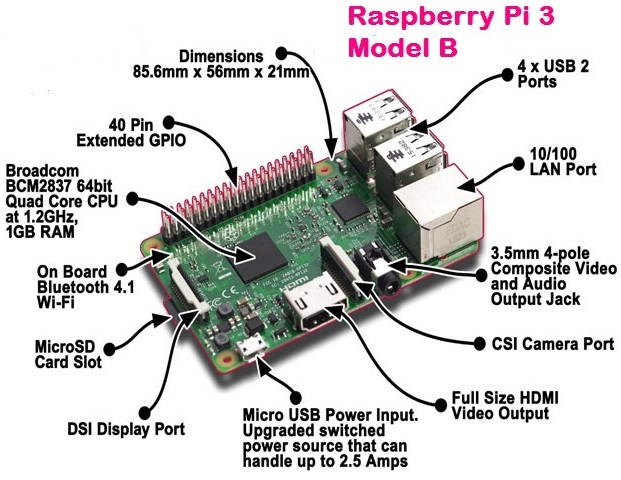 Raspberry Pi 3
Model B
Dimensions
85.6mm x 56mm x 21mm
4 x USB 2
Ports
40 Pin
Extended GPIO
10/100
LAN Port
Broadcom
BCM2837 64bit
Quad Core CPU
at 1.2GHz,
1GB RAM
On Board
Bluetooth 4.1
Wi-Fi
3.5mm 4-pole
Composite Video
and Audio
Output Jack
MicroSD
Card Slot
CSI Camera Port
DSI Display Port
Micro USB Power Input.
Upgraded switched
power source that can
handle up to 2.5 Amps
Full Size HDMI
Video Output
HDMI